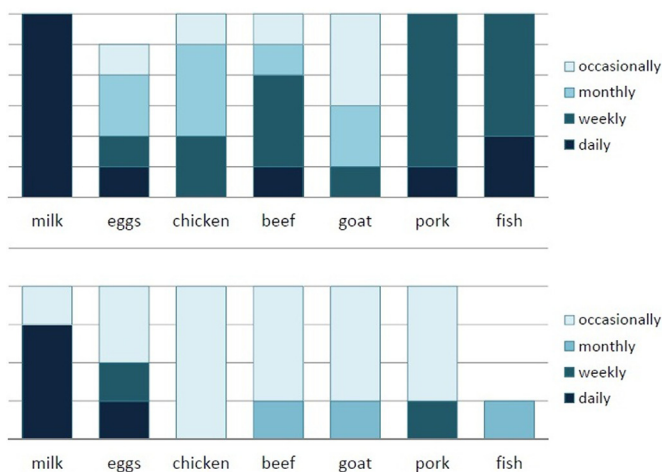 occasionally
monthly
weekly
daily
milk eggs chicken beef goat pork fish
occasionally
monthly
weekly
daily
milk eggs chicken beef goat pork fish